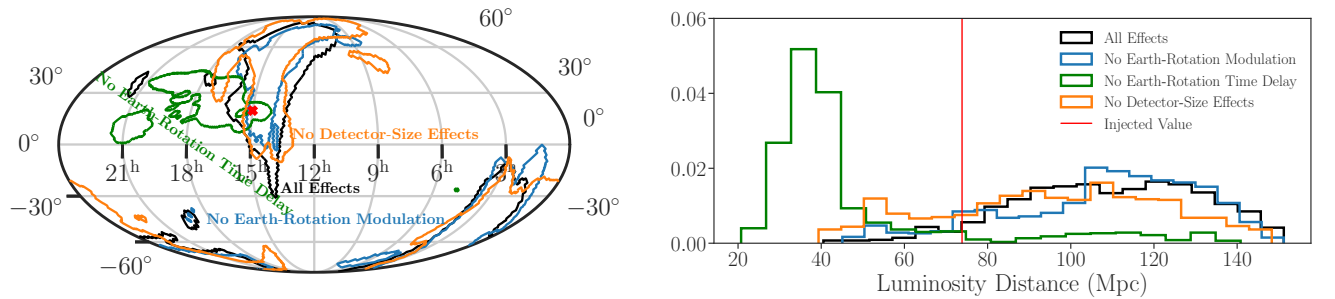 60°
30°
30°
0°
0°
−30°
−30°
−60°
21ʰ
18ʰ
15ʰ
12ʰ
9ʰ
6ʰ
No Earth-Rotation Time Delay
No Detector-Size Effects
All Effects
No Earth-Rotation Modulation
0.06
0.04
0.02
0.00
20
40
60
80
100
120
140
Luminosity Distance (Mpc)
All Effects
No Earth-Rotation Modulation
No Earth-Rotation Time Delay
No Detector-Size Effects
Injected Value